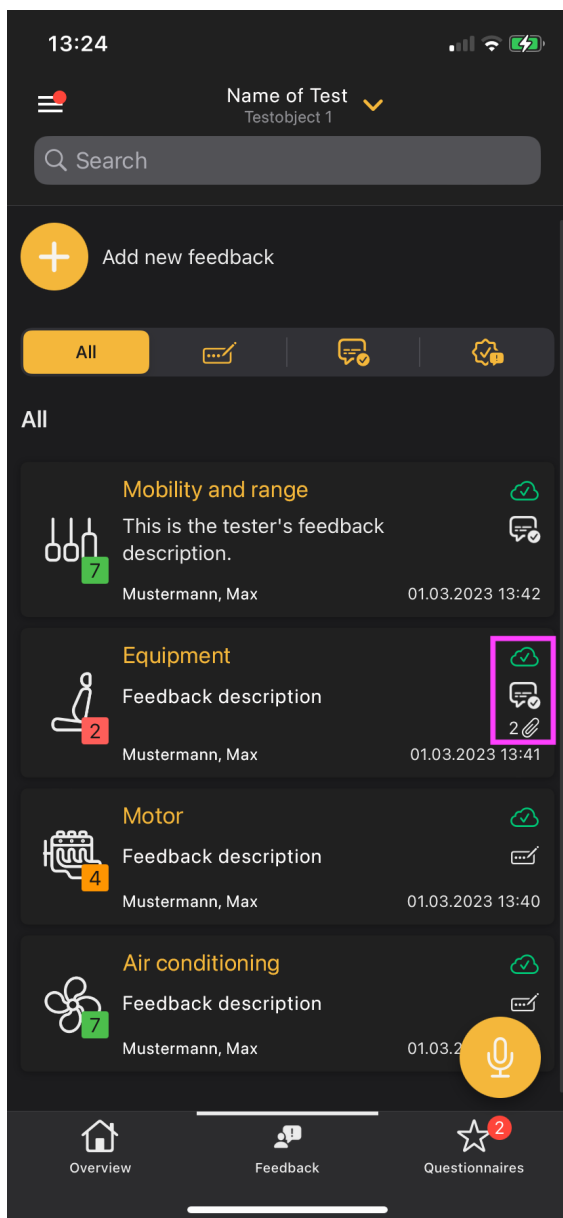 13:24
Name of Test
Testobject 1
Search
Add new feedback
All
All
Mobility and range
This is the tester's feedback
description.
7
Mustermann, Max 01.03.2023 13:42
Equipment
Feedback description
2
2
Mustermann, Max 01.03.2023 13:41
Motor
Feedback description
4
Mustermann, Max 01.03.2023 13:40
Air conditioning
Feedback description
7
Mustermann, Max 01.03.2
2
Overview Feedback Questionnaires